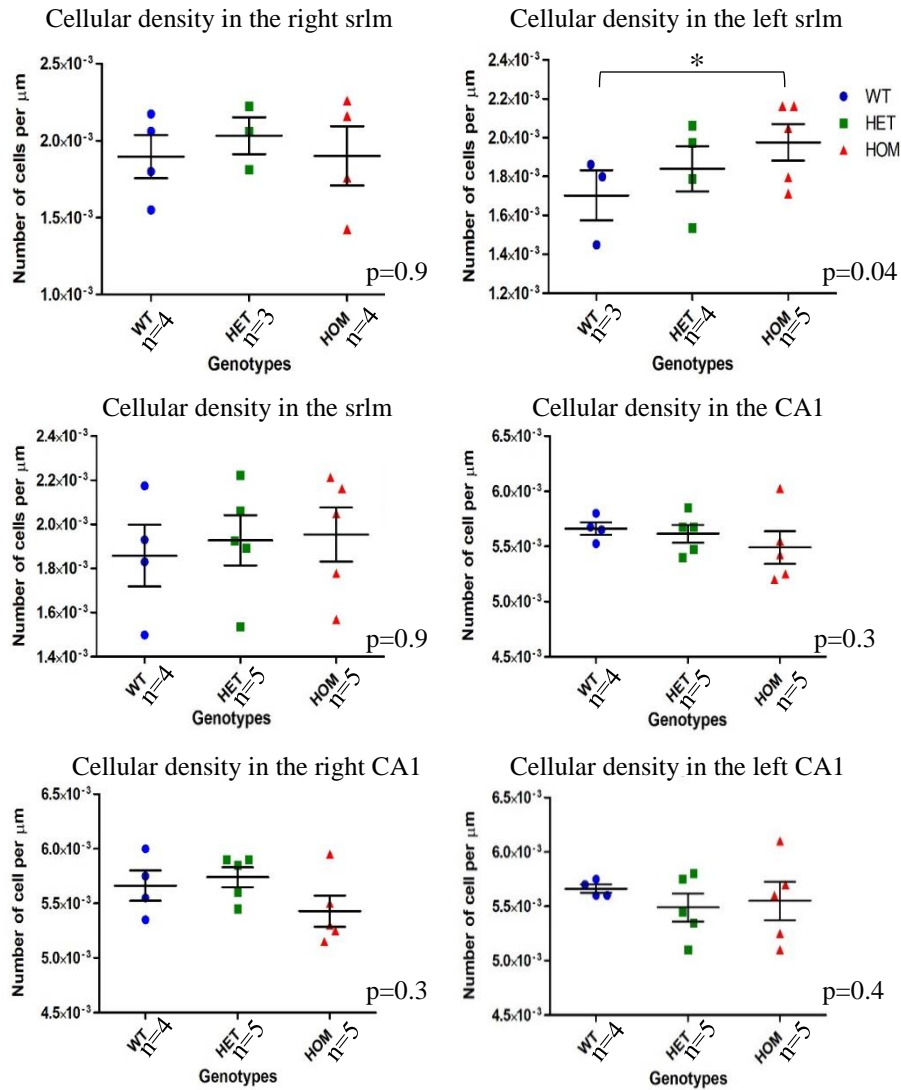 Cellular density in the right srlm
Number of cells per μm
2.5×10⁻³
2.0×10⁻³
1.5×10⁻³
1.0×10⁻³
p=0.9
WT
n=4
HET
n=3
HOM
n=4
Genotypes
Cellular density in the left srlm
Number of cells per μm
2.4×10⁻³
2.2×10⁻³
2.0×10⁻³
1.8×10⁻³
1.6×10⁻³
1.4×10⁻³
1.2×10⁻³
*
WT
HET
HOM
p=0.04
WT
n=3
HET
n=4
HOM
n=5
Genotypes
Cellular density in the srlm
Number of cells per μm
2.4×10⁻³
2.2×10⁻³
2.0×10⁻³
1.8×10⁻³
1.6×10⁻³
1.4×10⁻³
p=0.9
WT
n=4
HET
n=5
HOM
n=5
Genotypes
Cellular density in the CA1
Number of cell per μm
6.5×10⁻³
6.0×10⁻³
5.5×10⁻³
5.0×10⁻³
4.5×10⁻³
p=0.3
WT
n=4
HET
n=5
HOM
n=5
Genotypes
Cellular density in the right CA1
Number of cell per μm
6.5×10⁻³
6.0×10⁻³
5.5×10⁻³
5.0×10⁻³
4.5×10⁻³
p=0.3
WT
n=4
HET
n=5
HOM
n=5
Genotypes
Cellular density in the left CA1
Number of cell per μm
6.5×10⁻³
6.0×10⁻³
5.5×10⁻³
5.0×10⁻³
4.5×10⁻³
p=0.4
WT
n=4
HET
n=5
HOM
n=5
Genotypes